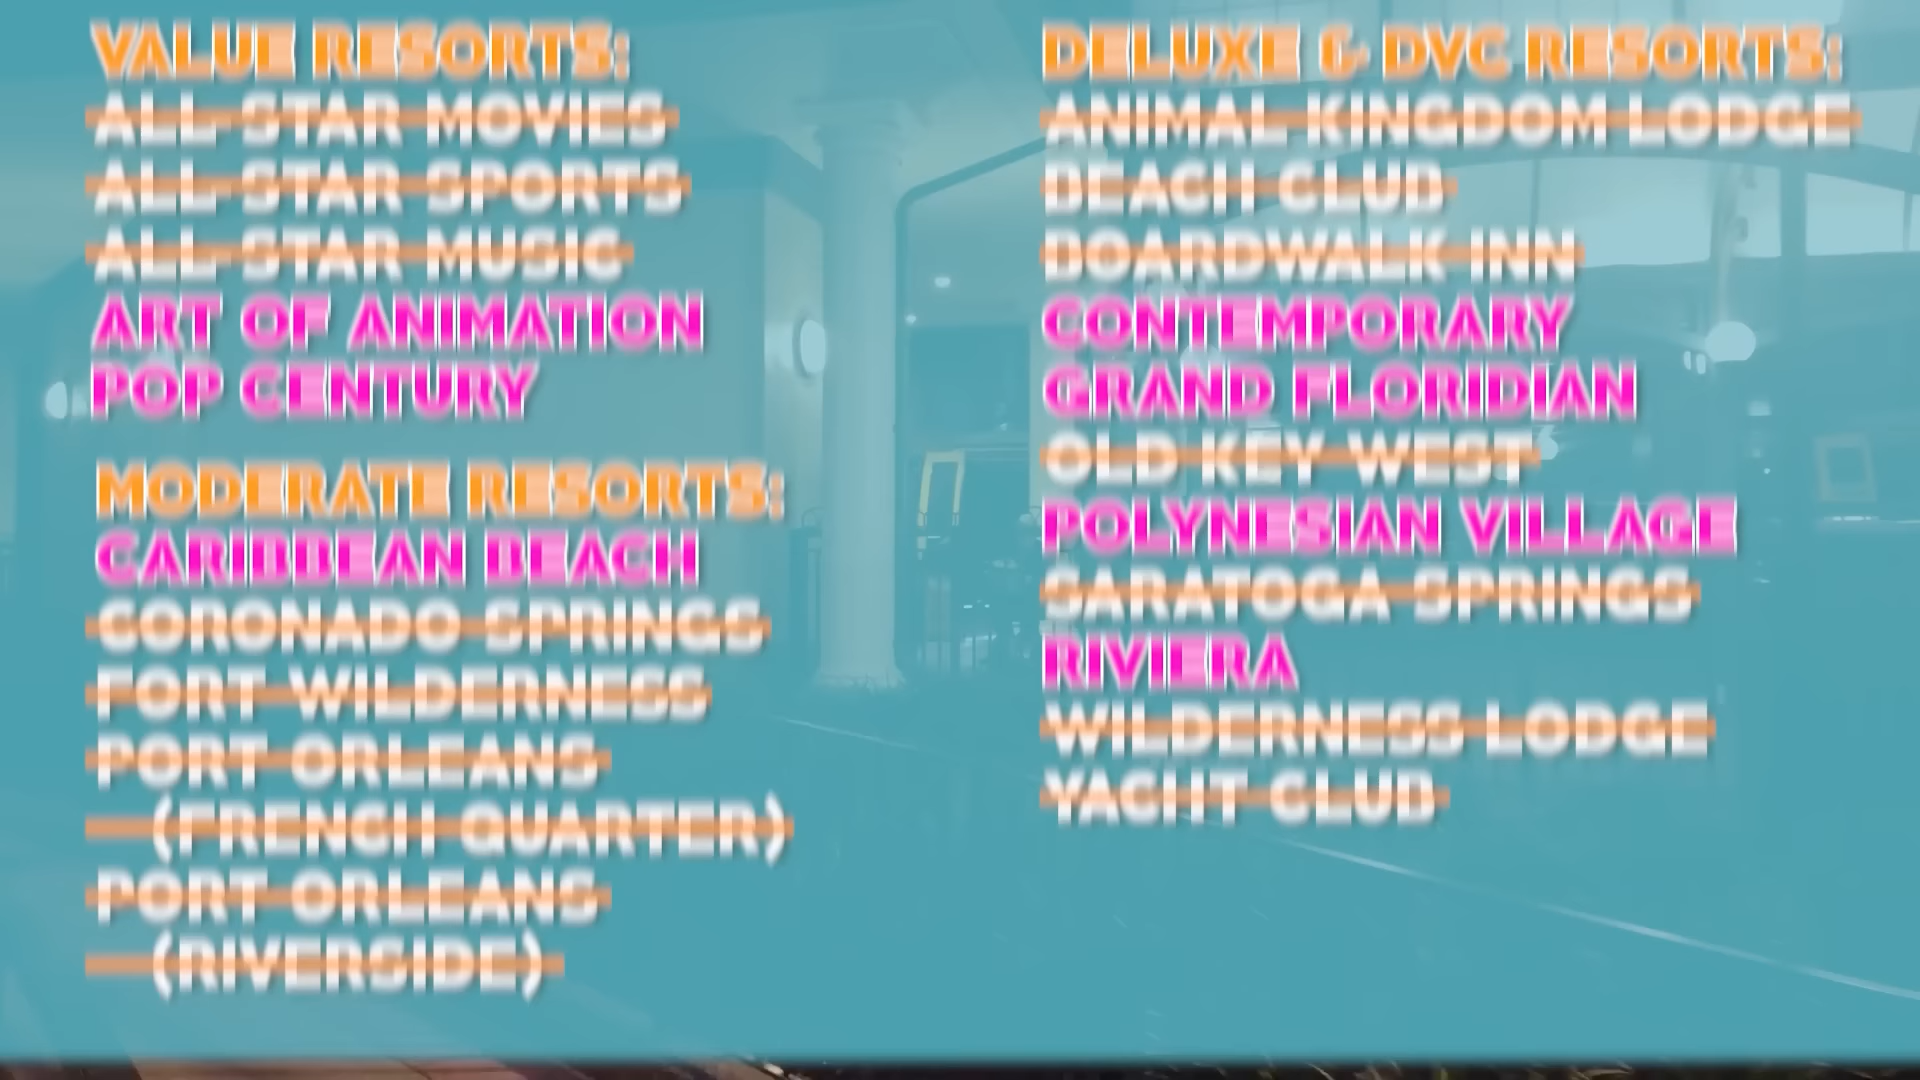 VALUE RESORTS:
ALL-STAR MOVIES
ALL-STAR SPORTS
ALL-STAR MUSIC
ART OF ANIMATION
POP CENTURY
MODERATE RESORTS:
CARIBBEAN BEACH
CORONADO SPRINGS
FORT WILDERNESS
PORT ORLEANS
(FRENCH QUARTER)
PORT ORLEANS
(RIVERSIDE)
DELUXE & DVC RESORTS:
ANIMAL KINGDOM LODGE
BEACH CLUB
BOARDWALK INN
CONTEMPORARY
GRAND FLORIDIAN
OLD KEY WEST
POLYNESIAN VILLAGE
SARATOGA SPRINGS
RIVIERA
WILDERNESS LODGE
YACHT CLUB